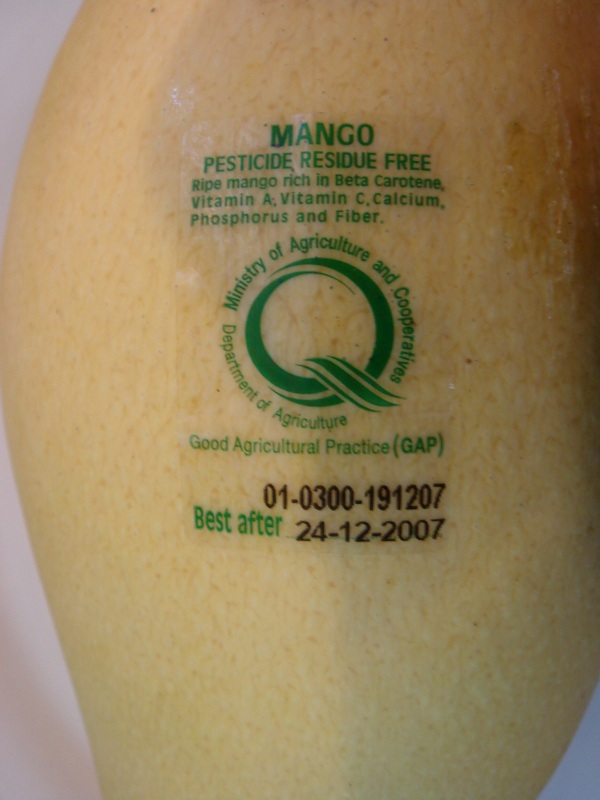 MANGO
PESTICIDE RESIDUE FREE
Ripe mango rich in Beta Carotene,
Vitamin A, Vitamin C, Calcium,
Phosphorus and Fiber.
Ministry of Agriculture and Cooperatives
Department of Agriculture
Good Agricultural Practice (GAP)
01-0300-191207
Best after 24-12-2007